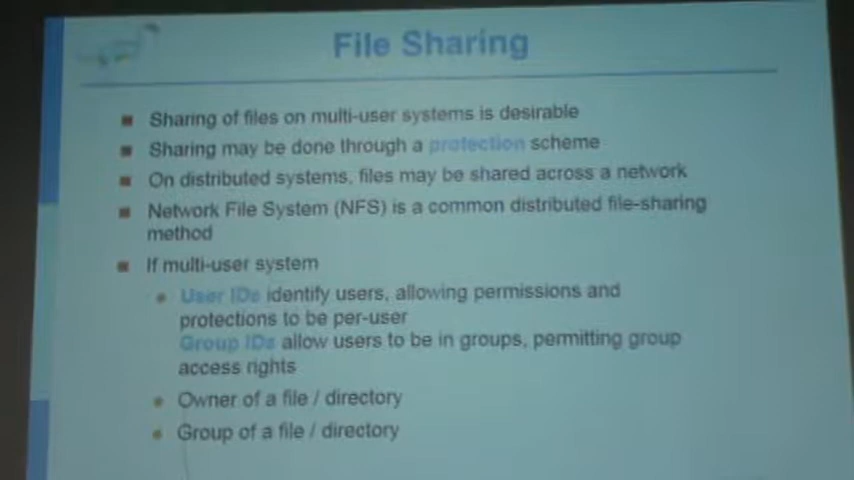 File Sharing
Sharing of files on multi-user systems is desirable
Sharing may be done through a protection scheme
On distributed systems, files may be shared across a network
Network File System (NFS) is a common distributed file-sharing
method
If multi-user system
User IDs identify users, allowing permissions and
protections to be per-user
Group IDs allow users to be in groups, permitting group
access rights
Owner of a file / directory
Group of a file / directory